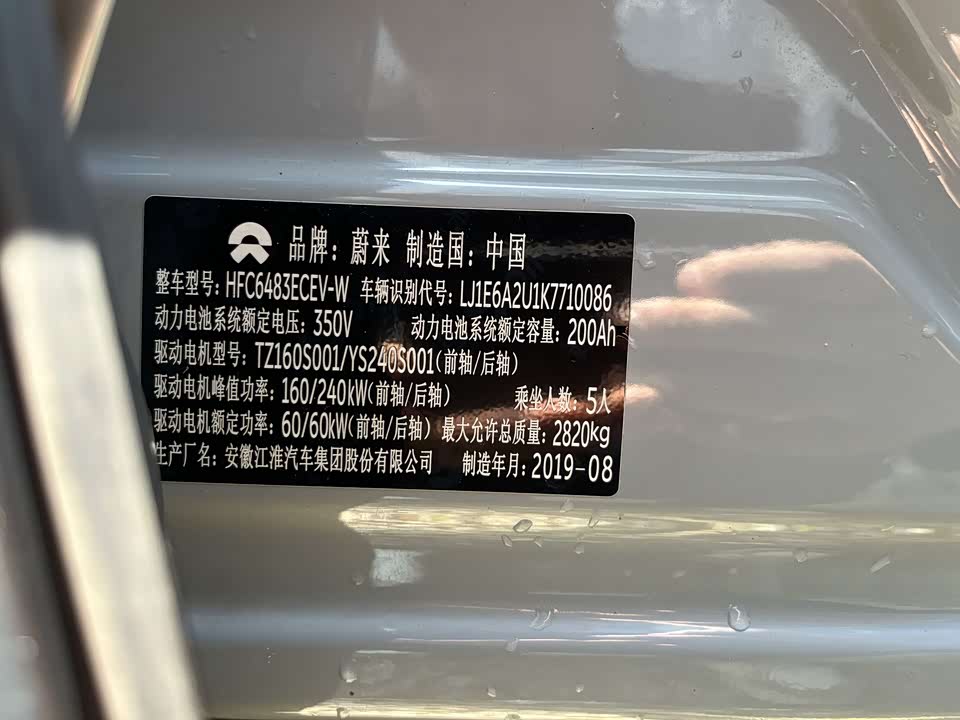 品牌：蔚来 制造国：中国
整车型号：HFC6483ECEV-W 车辆识别代号：LJ1E6A2U1K7710086
动力电池系统额定电压：350V 动力电池系统额定容量：200Ah
驱动电机型号：TZ160S001/YS240S001(前轴/后轴)
驱动电机峰值功率：160/240kW(前轴/后轴) 乘坐人数：5人
驱动电机额定功率：60/60kW(前轴/后轴) 最大允许总质量：2820kg
生产厂名：安徽江淮汽车集团股份有限公司 制造年月：2019-08